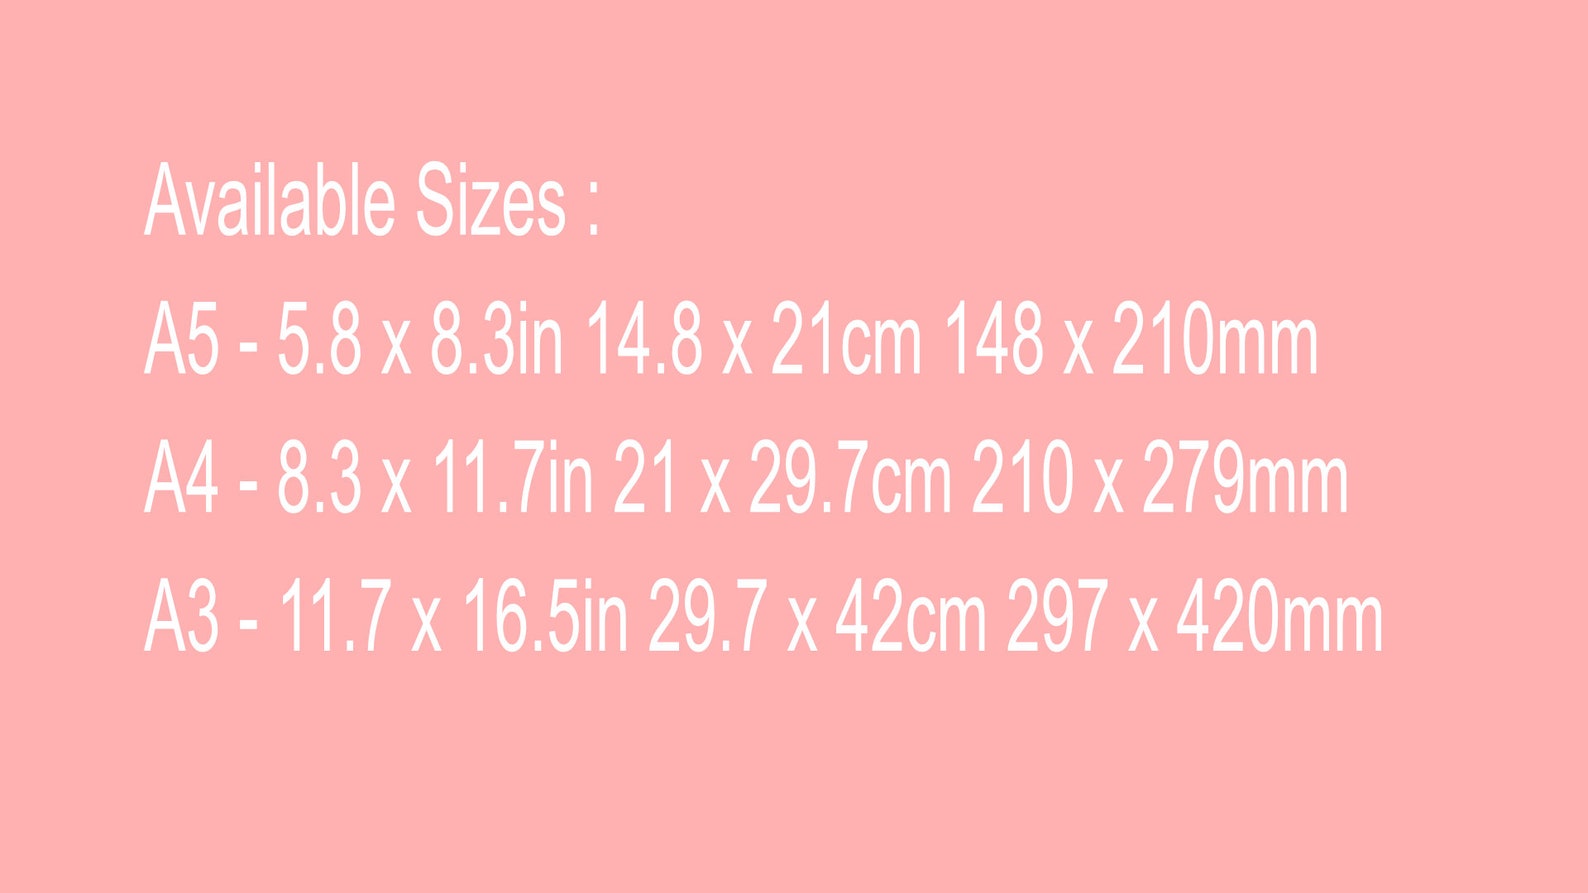 Available Sizes :
A5 - 5.8 x 8.3in 14.8 x 21cm 148 x 210mm
A4 - 8.3 x 11.7in 21 x 29.7cm 210 x 279mm
A3 - 11.7 x 16.5in 29.7 x 42cm 297 x 420mm